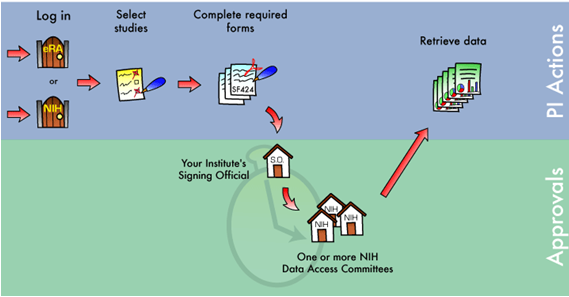 Log in
Select
studies
Complete required
forms
Retrieve data
eRA
or
NIH
SF424
PI Actions
Your Institute's
Signing Official
S.O.
NIH
NIH
NIH
One or more NIH
Data Access Committees
Approvals